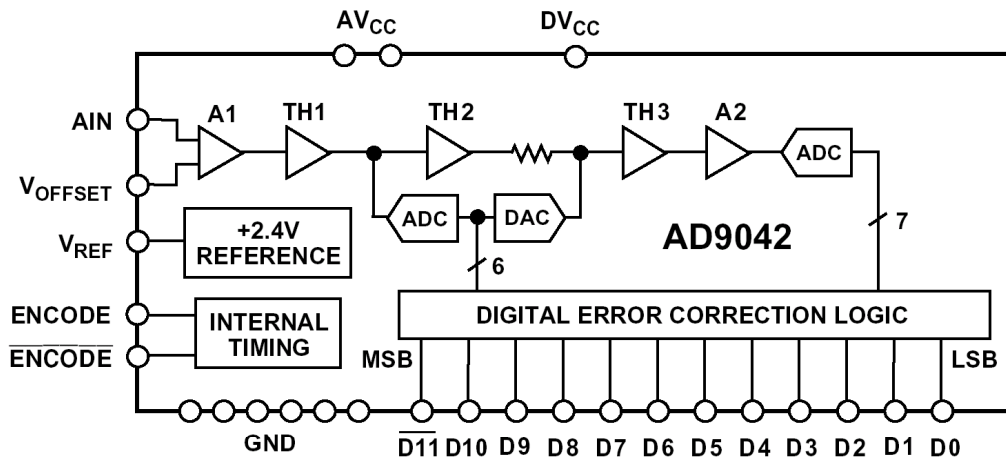 AVCC DVCC
A1 TH1 TH2 TH3 A2
AIN
ADC
VOFFSET
ADC DAC
7
AD9042
+2.4V
REFERENCE
VREF
6
ENCODE
INTERNAL
TIMING
DIGITAL ERROR CORRECTION LOGIC
ENCODE
MSB LSB
GND
D11 D10 D9 D8 D7 D6 D5 D4 D3 D2 D1 D0